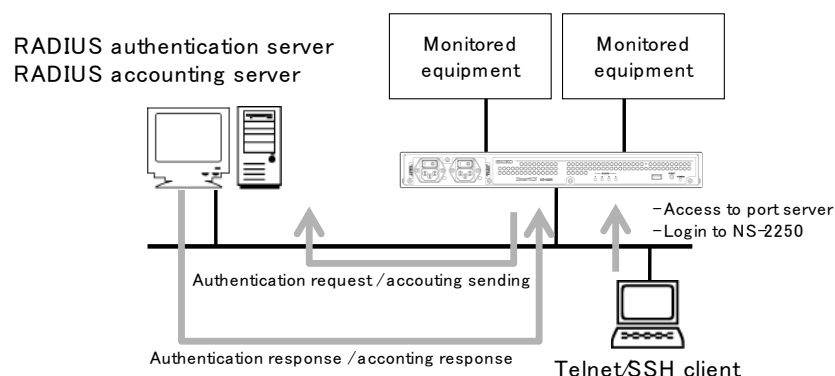 RADIUS authentication server
RADIUS accounting server
Monitored
equipment
Monitored
equipment
-Access to port server
-Login to NS-2250
Authentication request /accouting sending
Authentication response /acconting response
Telnet/SSH client